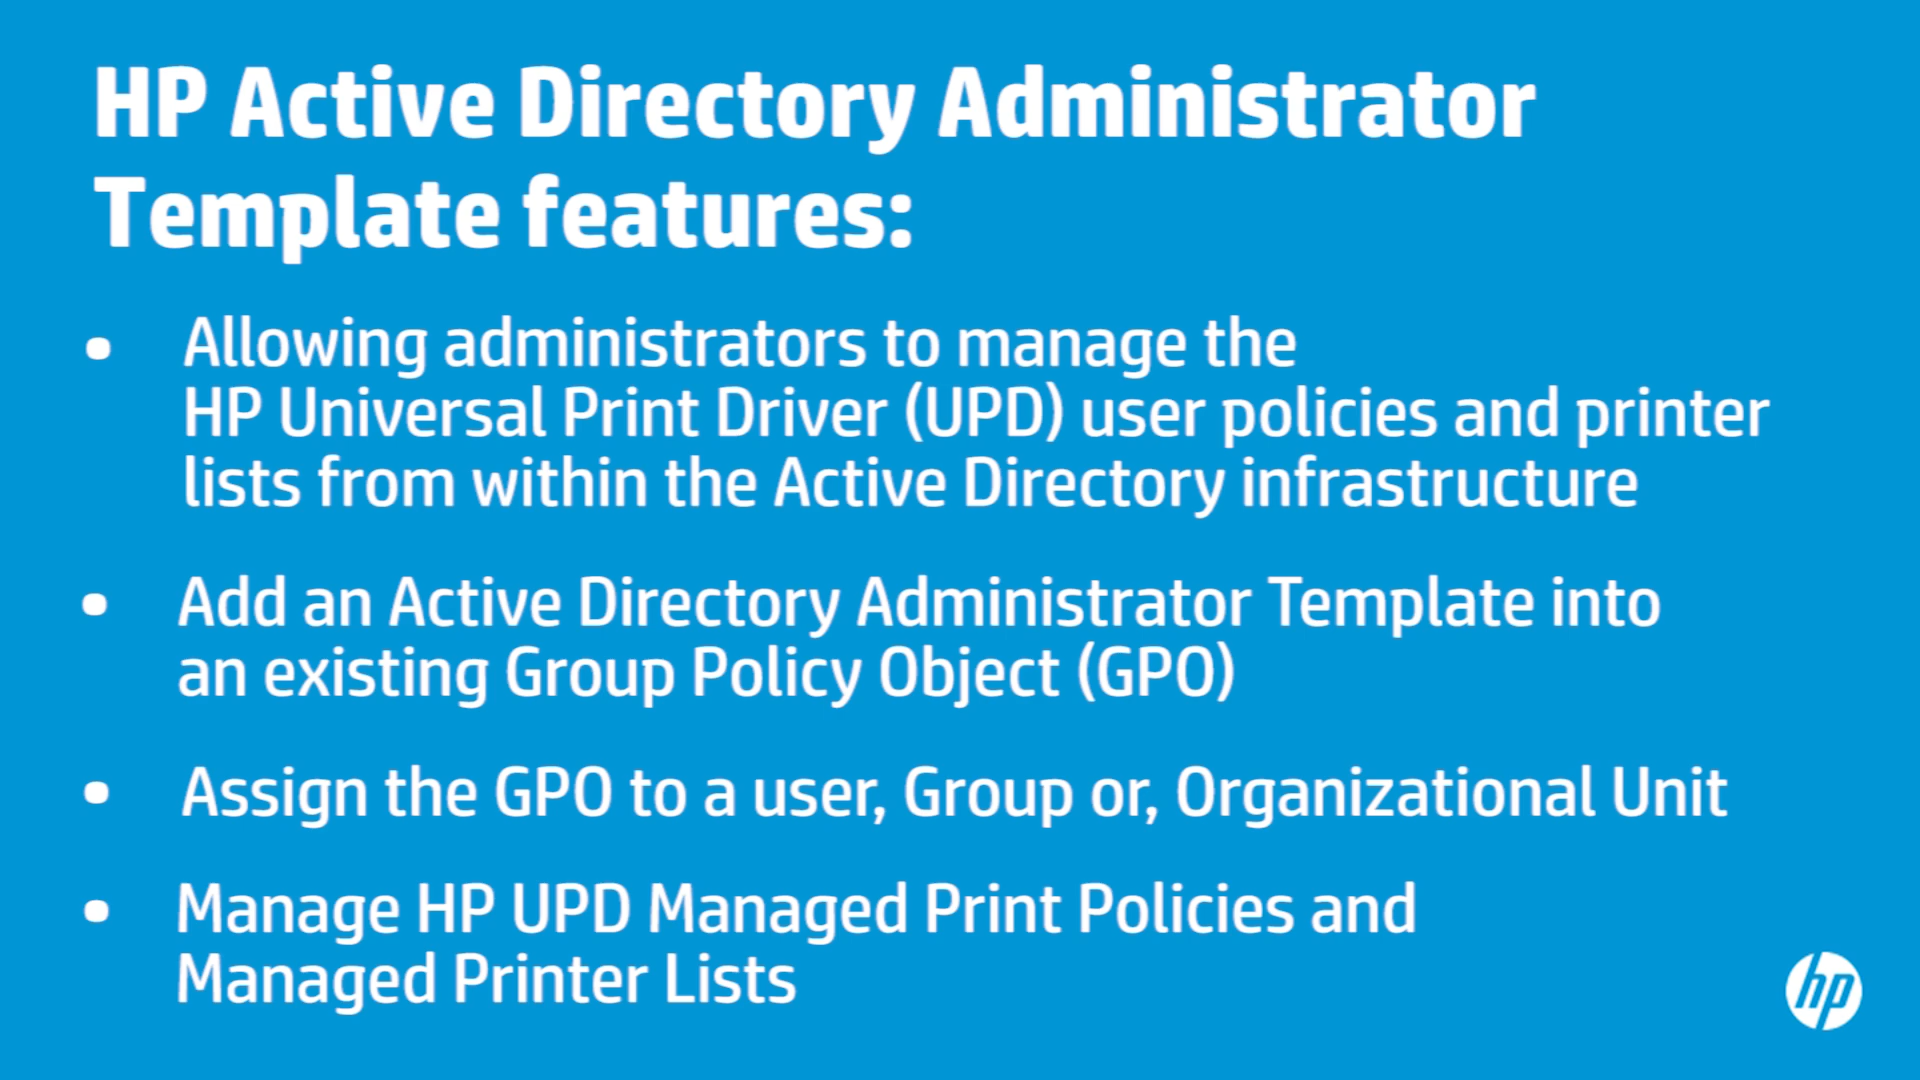 HP Active Directory Administrator
Template features:
• Allowing administrators to manage the
HP Universal Print Driver (UPD) user policies and printer
lists from within the Active Directory infrastructure
• Add an Active Directory Administrator Template into
an existing Group Policy Object (GPO)
• Assign the GPO to a user, Group or, Organizational Unit
• Manage HP UPD Managed Print Policies and
Managed Printer Lists
hp